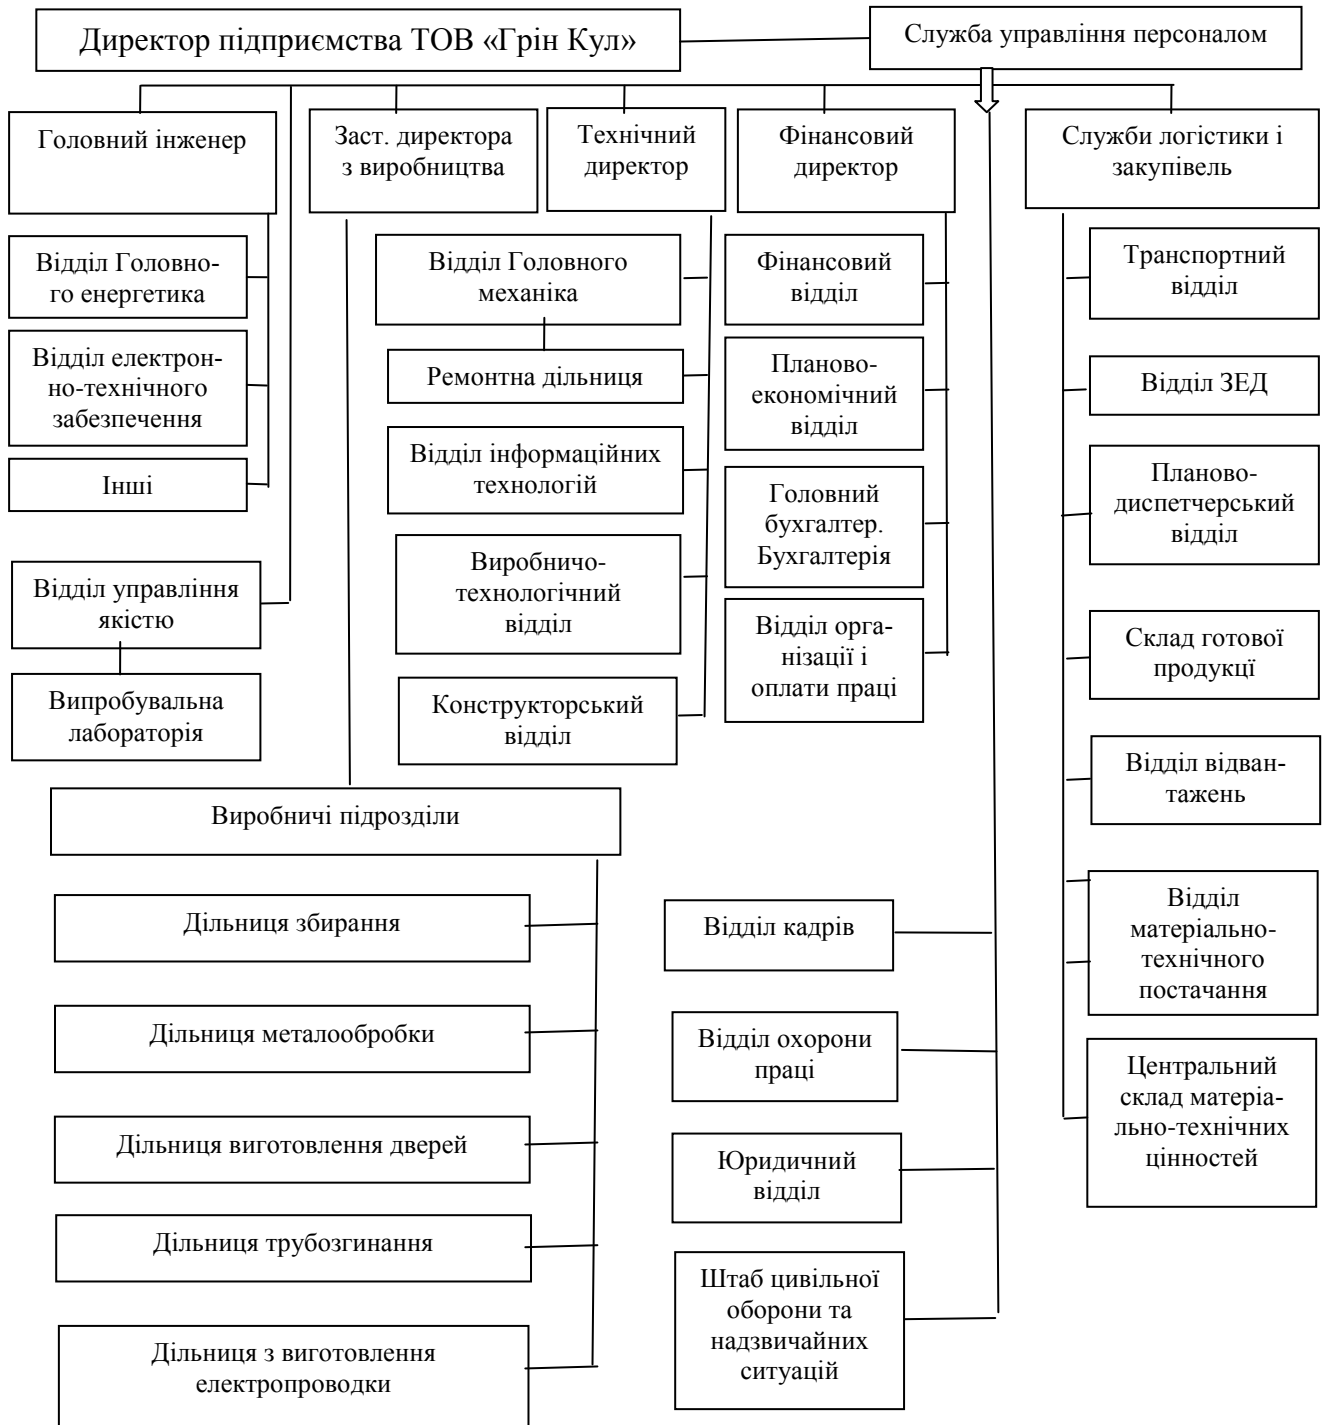 Директор підприємства ТОВ «Грін Кул»
Служба управління персоналом
Головний інженер
Заст. директора
з виробництва
Технічний
директор
Фінансовий
директор
Служби логістики і
закупівель
Відділ Головно-
го енергетика
Відділ електрон-
но-технічного
забезпечення
Інші
Відділ управління
якістю
Випробувальна
лабораторія
Відділ Головного
механіка
Ремонтна дільниця
Відділ інформаційних
технологій
Виробничо-
технологічний
відділ
Конструкторський
відділ
Фінансовий
відділ
Планово-
економічний
відділ
Головний
бухгалтер.
Бухгалтерія
Відділ орга-
нізації і
оплати праці
Транспортний
відділ
Відділ ЗЕД
Планово-
диспетчерський
відділ
Склад готової
продукції
Відділ відван-
тажень
Відділ
матеріально-
технічного
постачання
Центральний
склад матеріа-
льно-технічних
цінностей
Виробничі підрозділи
Дільниця збирання
Дільниця металообробки
Дільниця виготовлення дверей
Дільниця трубозгинання
Дільниця з виготовлення
електропроводки
Відділ кадрів
Відділ охорони
праці
Юридичний
відділ
Штаб цивільної
оборони та
надзвичайних
ситуацій